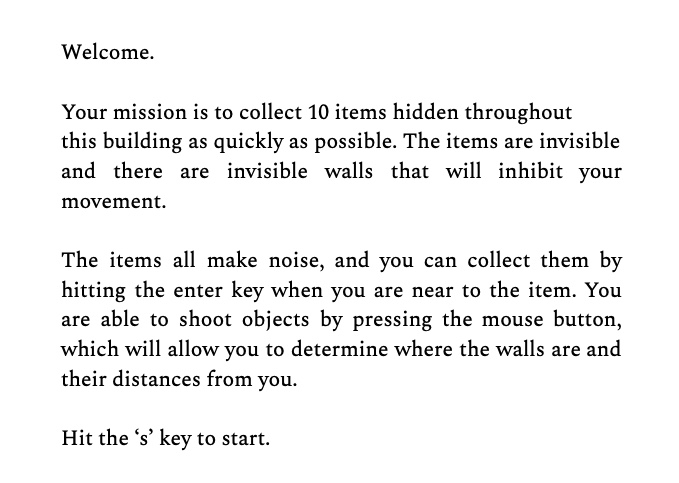 Welcome.
Your mission is to collect 10 items hidden throughout
this building as quickly as possible. The items are invisible
and there are invisible walls that will inhibit your
movement.
The items all make noise, and you can collect them by
hitting the enter key when you are near to the item. You
are able to shoot objects by pressing the mouse button,
which will allow you to determine where the walls are and
their distances from you.
Hit the ‘s’ key to start.